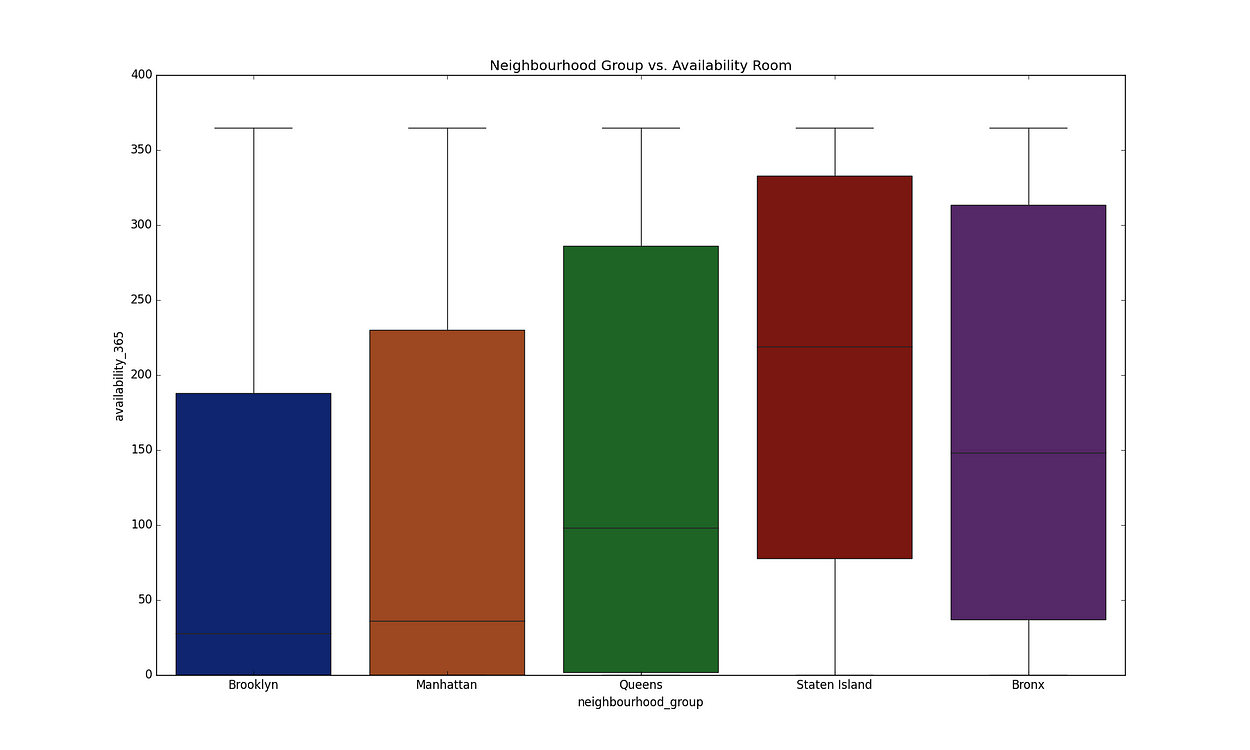 Neighbourhood Group vs. Availability Room
400
350
300
250
200
150
100
50
0
availability_365
Brooklyn Manhattan Queens Staten Island Bronx
neighbourhood_group